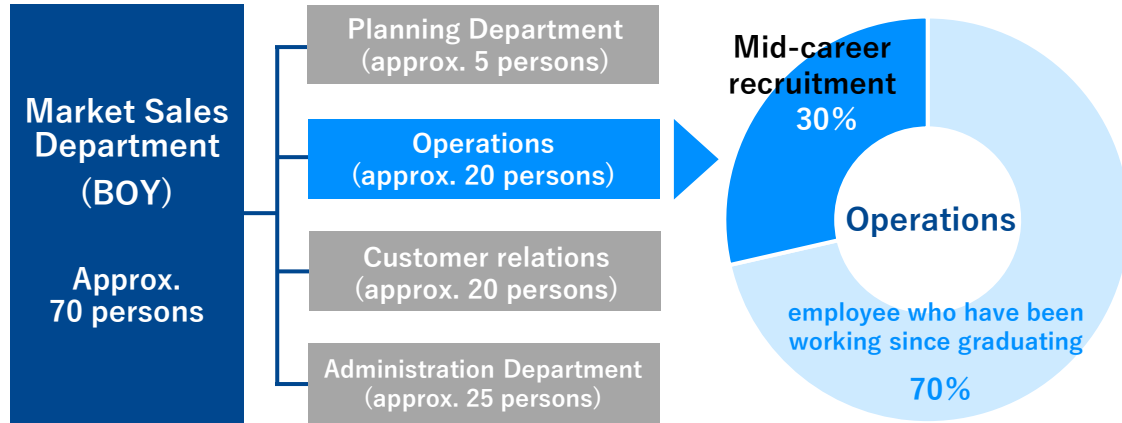 Market Sales
Department
(BOY)
Approx.
70 persons
Planning Department
(approx. 5 persons)
Operations
(approx. 20 persons)
Customer relations
(approx. 20 persons)
Administration Department
(approx. 25 persons)
Mid-career
recruitment
30%
Operations
employee who have been
working since graduating
70%